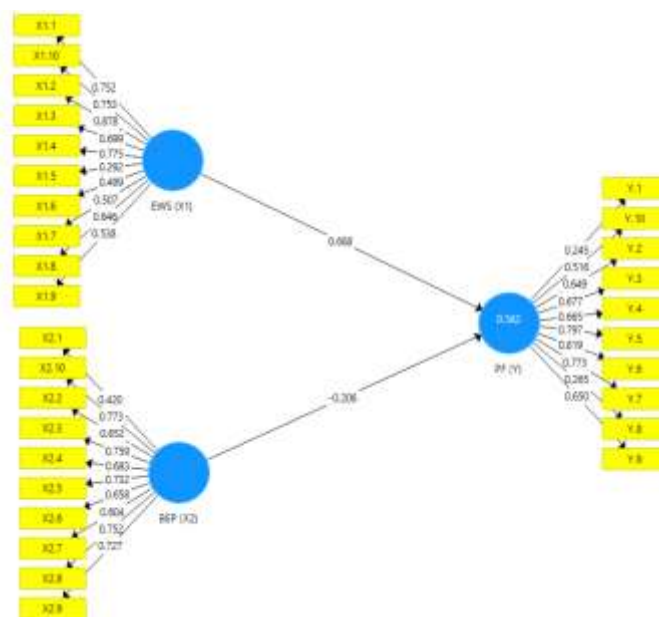 X1.1
X1.10
X1.2
X1.3
X1.4
X1.5
X1.6
X1.7
X1.8
X1.9
0.752
0.750
0.878
0.699
0.775
0.292
0.489
0.507
0.646
0.538
EWS (X1)
0.668
X2.1
X2.10
X2.2
X2.3
X2.4
X2.5
X2.6
X2.7
X2.8
X2.9
0.420
0.773
0.652
0.759
0.683
0.732
0.658
0.604
0.752
0.727
BEP (X2)
-0.206
0.562
PF (Y)
0.245
0.516
0.649
0.677
0.665
0.797
0.819
0.773
0.265
0.650
Y.1
Y.10
Y.2
Y.3
Y.4
Y.5
Y.6
Y.7
Y.8
Y.9